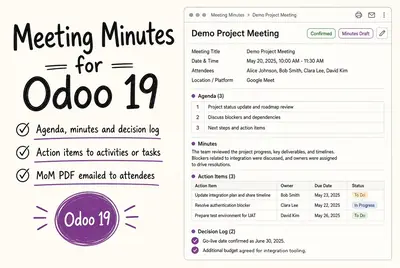 Meeting Minutes
for
Odoo 19
Agenda, minutes and decision log
Action items to activities or tasks
MoM PDF emailed to attendees
Odoo 19
Meeting Minutes > Demo Project Meeting
Demo Project Meeting
Confirmed
Minutes Draft
Meeting Title Demo Project Meeting
Date & Time May 20, 2025, 10:00 AM - 11:30 AM
Attendees Alice Johnson, Bob Smith, Clara Lee, David Kim
Location / Platform Google Meet
Agenda (3)
1 Project status update and roadmap review
2 Discuss blockers and dependencies
3 Next steps and action items
Minutes
The team reviewed the project progress, key deliverables, and timelines.
Blockers related to integration were discussed, and owners were assigned
to drive resolutions.
Action Items (3)
Action Item Owner Due Date Status
Update integration plan and share timeline Bob Smith May 23, 2025 To Do
Resolve authentication blocker Clara Lee May 22, 2025 In Progress
Prepare test environment for UAT David Kim May 26, 2025 To Do
Decision Log (2)
Go-live date confirmed as June 30, 2025.
Additional budget agreed for integration tooling.